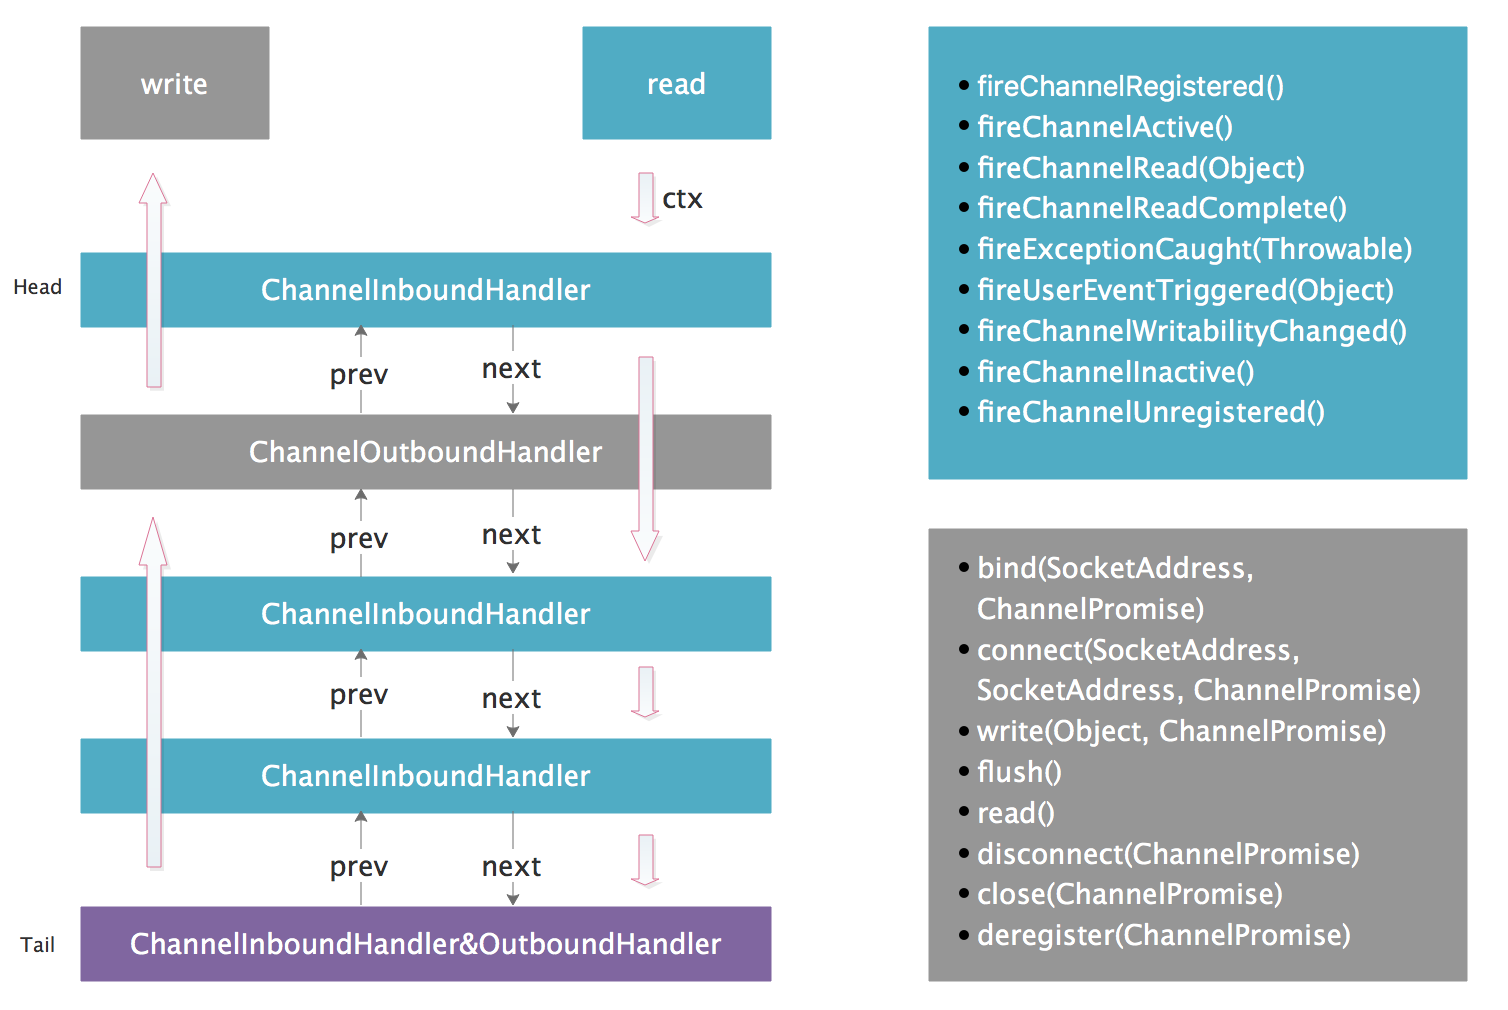 write
read
ctx
Head
ChannelInboundHandler
prev
next
ChannelOutboundHandler
prev
next
ChannelInboundHandler
prev
next
ChannelInboundHandler
prev
next
Tail
ChannelInboundHandler&OutboundHandler
• fireChannelRegistered()
• fireChannelActive()
• fireChannelRead(Object)
• fireChannelReadComplete()
• fireExceptionCaught(Throwable)
• fireUserEventTriggered(Object)
• fireChannelWritabilityChanged()
• fireChannelInactive()
• fireChannelUnregistered()
• bind(SocketAddress,
ChannelPromise)
• connect(SocketAddress,
SocketAddress, ChannelPromise)
• write(Object, ChannelPromise)
• flush()
• read()
• disconnect(ChannelPromise)
• close(ChannelPromise)
• deregister(ChannelPromise)